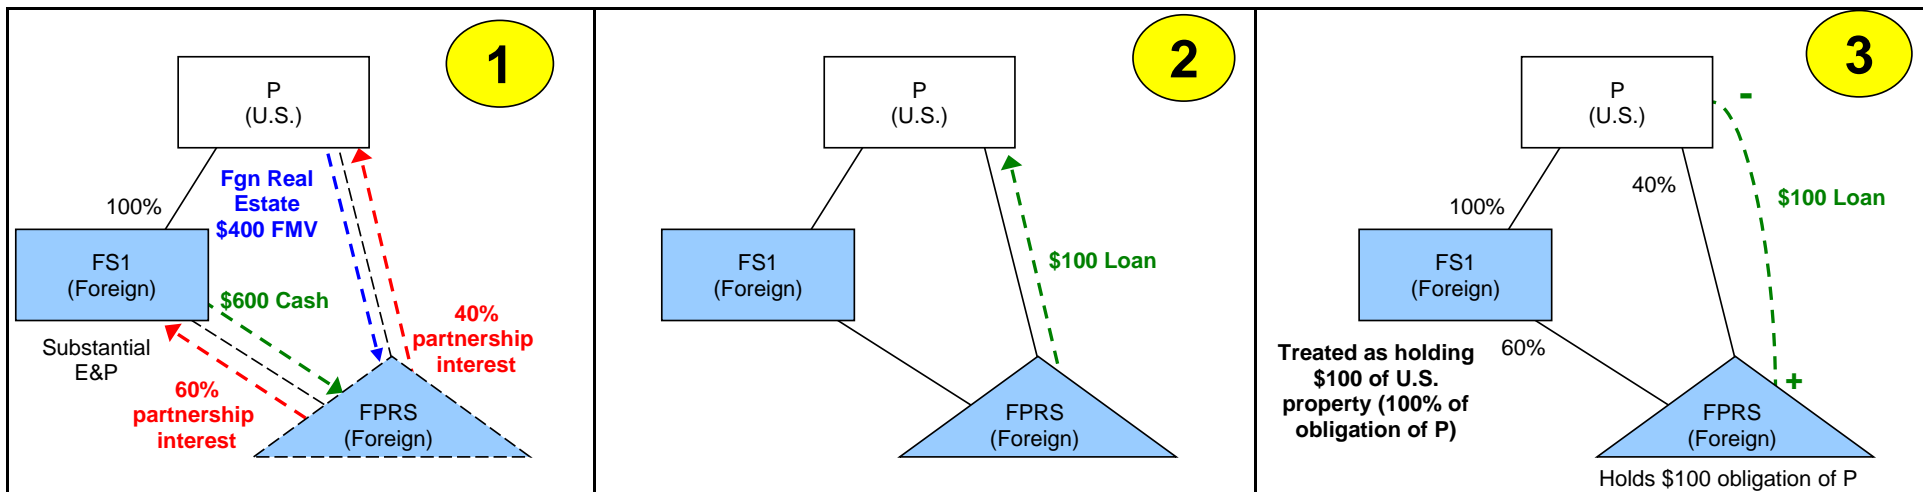 1
P
(U.S.)
Fgn Real
Estate
$400 FMV
100%
FS1
(Foreign)
$600 Cash
40%
partnership
interest
Substantial
E&P
60%
partnership
interest
FPRS
(Foreign)
2
P
(U.S.)
FS1
(Foreign)
$100 Loan
FPRS
(Foreign)
3
P
(U.S.)
-
40%
$100 Loan
100%
FS1
(Foreign)
60%
Treated as holding
$100 of U.S.
property (100% of
obligation of P)
+
FPRS
(Foreign)
Holds $100 obligation of P